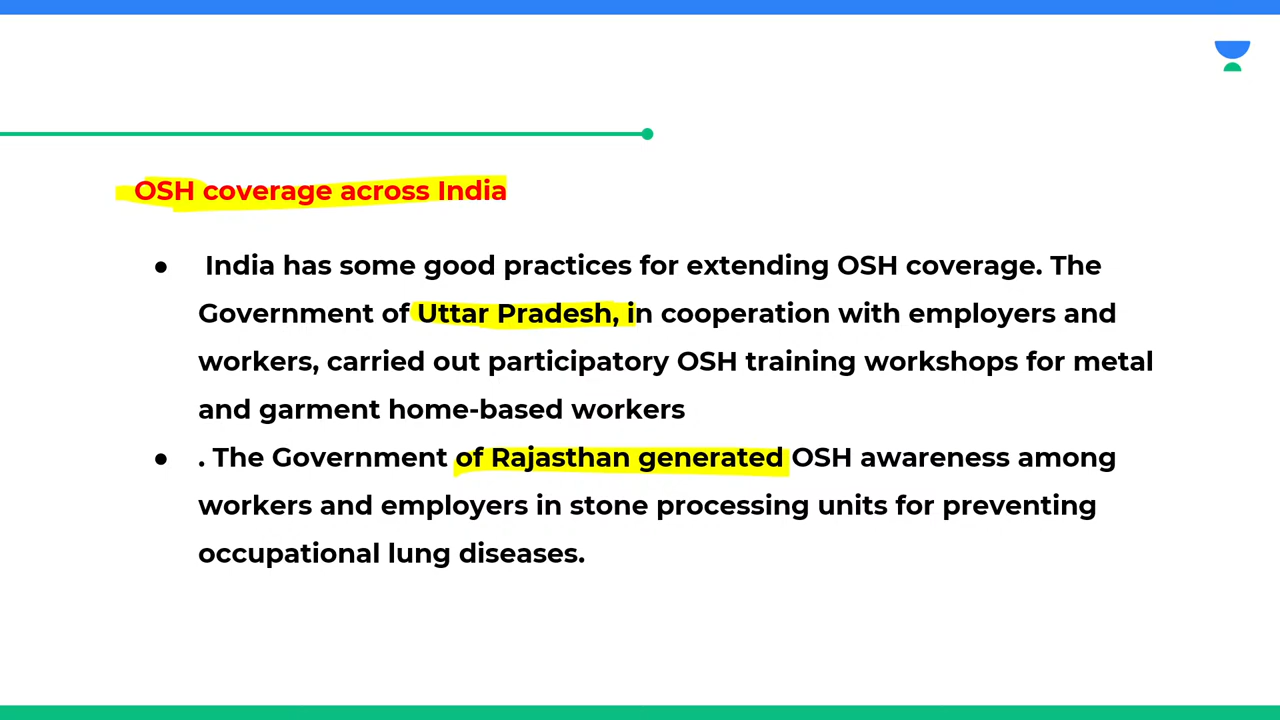 OSH coverage across India
● India has some good practices for extending OSH coverage. The
Government of Uttar Pradesh, in cooperation with employers and
workers, carried out participatory OSH training workshops for metal
and garment home-based workers
● . The Government of Rajasthan generated OSH awareness among
workers and employers in stone processing units for preventing
occupational lung diseases.